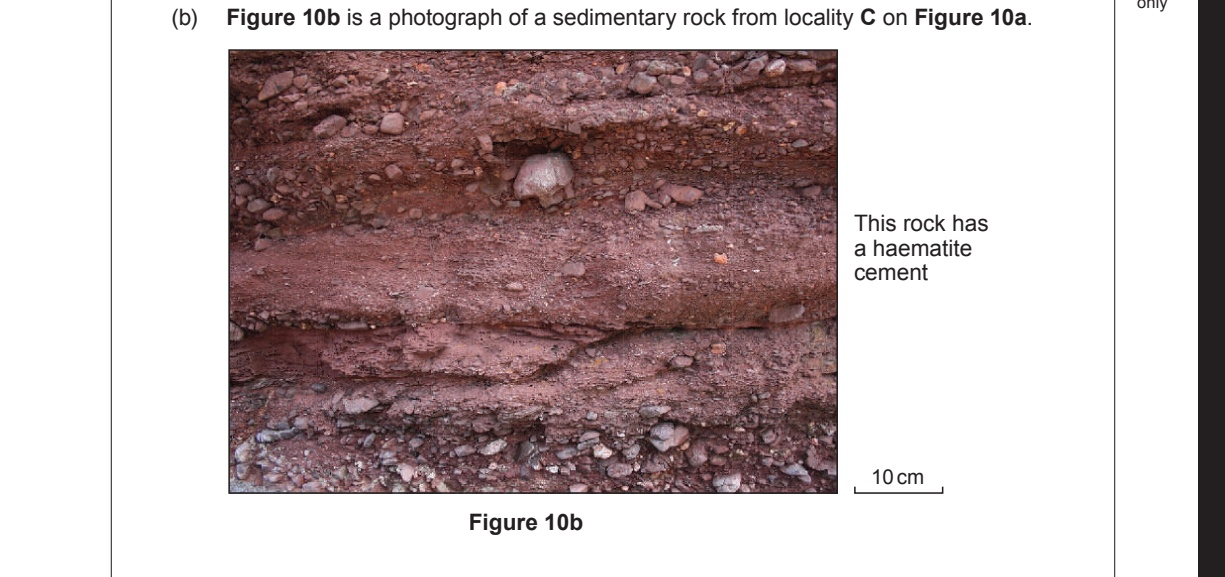 only
(b) Figure 10b is a photograph of a sedimentary rock from locality C on Figure 10a.
This rock has
a haematite
cement
10 cm
Figure 10b